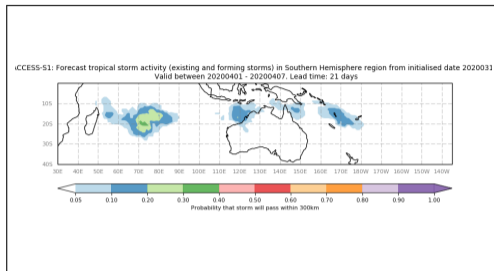 ACCESS-S1: Forecast tropical storm activity (existing and forming storms) in Southern Hemisphere region from initialised date 2020031
Valid between 20200401 - 20200407. Lead time: 21 days
10S
20S
30S
40S
30E 40E 50E 60E 70E 80E 90E 100E 110E 120E 130E 140E 150E 160E 170E 180W 170W 180W 170W 160W 150W 140W
0.05 0.10 0.20 0.30 0.40 0.50 0.60 0.70 0.80 0.90 1.00
Probability that storm will pass within 300km